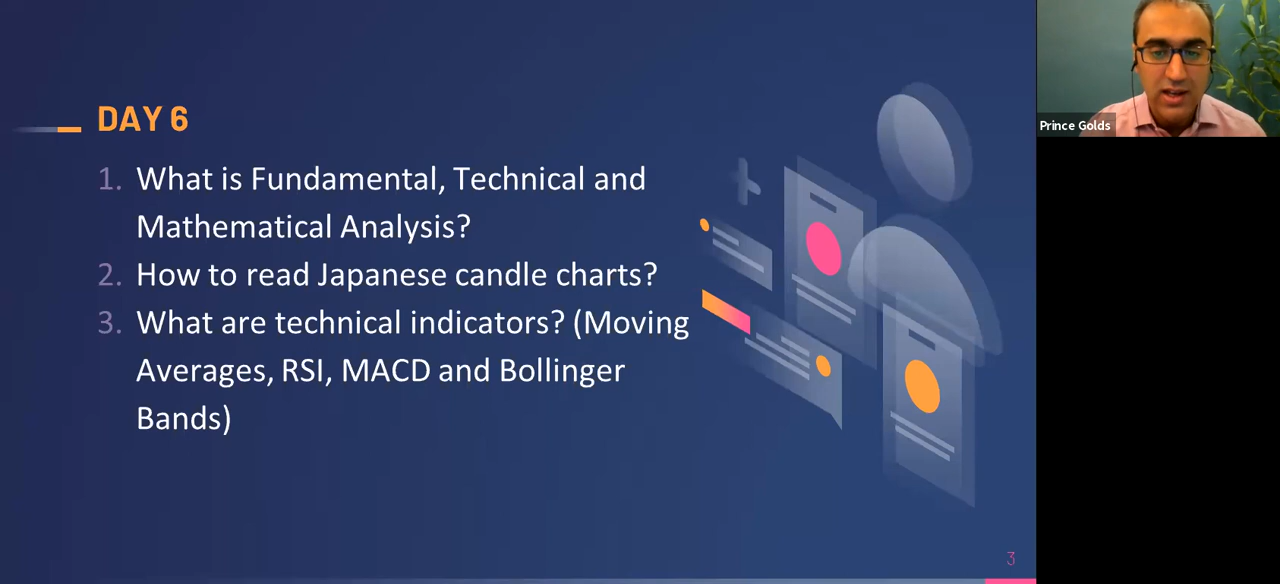 DAY 6
1. What is Fundamental, Technical and
Mathematical Analysis?
2. How to read Japanese candle charts?
3. What are technical indicators? (Moving
Averages, RSI, MACD and Bollinger
Bands)
3
Prince Golds